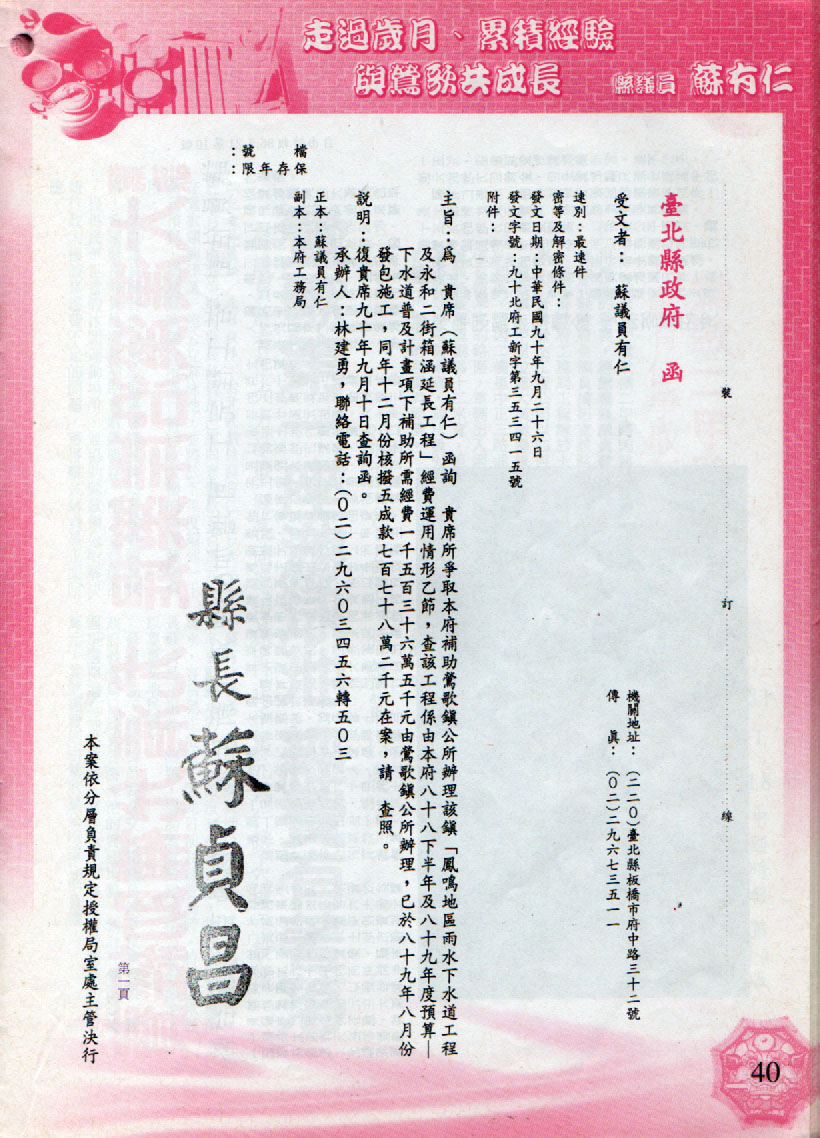 走過歲月、累積經驗
與鶯歌共成長
縣議員 蘇有仁
檔號：
保存年限：
裝
訂
線
臺北縣政府 函
機關地址：（二二０）臺北縣板橋市府中路三十二號
傳 真：（０二）二九六七三五一一
受文者： 蘇議員有仁
速別：最速件
密等及解密條件：
發文日期：中華民國九十年九月二十六日
發文字號：九十北府工新字第三五三四一五號
附件：
主旨：為 貴席（蘇議員有仁）函詢 貴席所爭取本府補助鶯歌鎮公所辦理該鎮「鳳鳴地區雨水下水道工程
及永和二街箱涵延長工程」經費運用情形乙節，查該工程係由本府八十八下半年及八十九年度預算—
下水道普及計畫項下補助所需經費一千五百三十六萬五千元由鶯歌鎮公所辦理，已於八十九年八月份
發包施工，同年十二月份核撥五成款七百七十八萬二千元在案，請 查照。
說明：復貴席九十年九月十日查詢函。
承辦人：林建勇，聯絡電話：（０二）二九六０三四五六轉五０三
正本：蘇議員有仁
副本：本府工務局
縣長 蘇貞昌
第一頁
本案依分層負責規定授權局室處主管決行
40